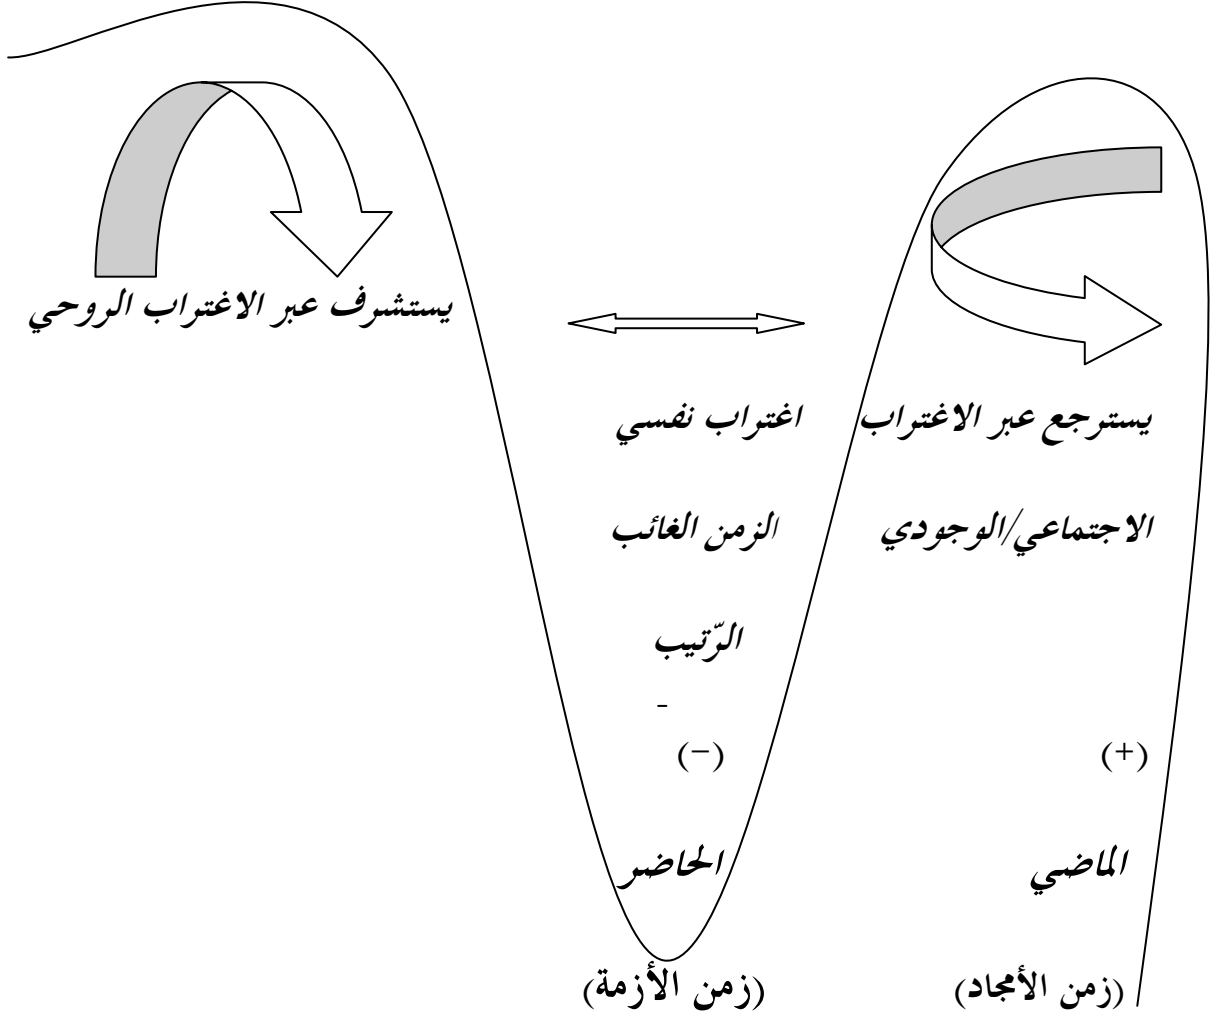 يستشرف عبر الاغتراب الروحي
يسترجع عبر الاغتراب
اغتراب نفسي
الاجتماعي/الوجودي
الزمن الغائب
الرّتيب
-
(+)
(–)
الماضي
الحاضر
(زمن الأمجاد)
(زمن الأزمة)